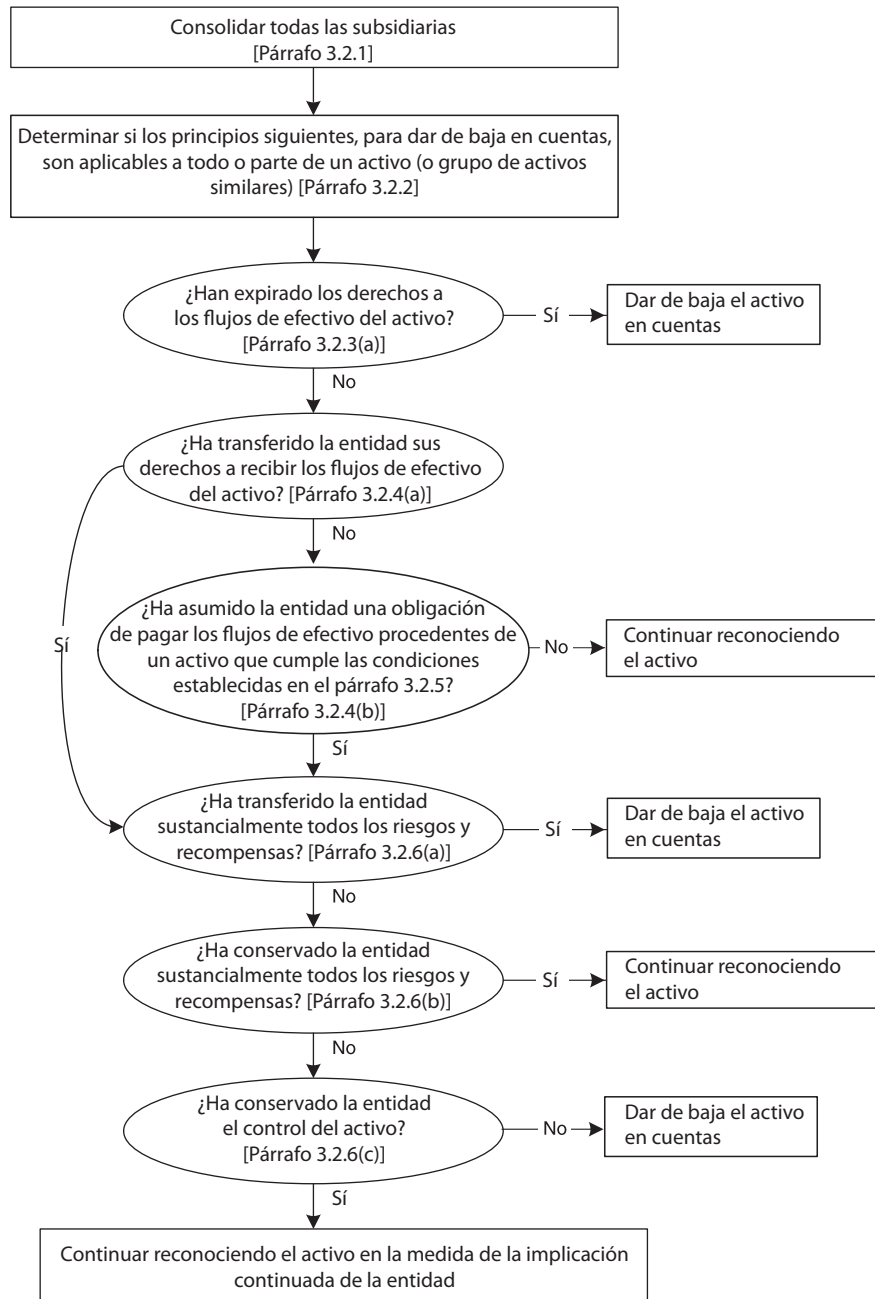 Consolidar todas las subsidiarias
[Párrafo 3.2.1]
Determinar si los principios siguientes, para dar de baja en cuentas,
son aplicables a todo o parte de un activo (o grupo de activos
similares) [Párrafo 3.2.2]
¿Han expirado los derechos a
los flujos de efectivo del activo?
[Párrafo 3.2.3(a)]
Sí
Dar de baja el activo
en cuentas
No
¿Ha transferido la entidad sus
derechos a recibir los flujos de efectivo
del activo? [Párrafo 3.2.4(a)]
No
Sí
¿Ha asumido la entidad una obligación
de pagar los flujos de efectivo procedentes de
un activo que cumple las condiciones
establecidas en el párrafo 3.2.5?
[Párrafo 3.2.4(b)]
No
Continuar reconociendo
el activo
Sí
¿Ha transferido la entidad
sustancialmente todos los riesgos y
recompensas? [Párrafo 3.2.6(a)]
Sí
Dar de baja el activo
en cuentas
No
¿Ha conservado la entidad
sustancialmente todos los riesgos y
recompensas? [Párrafo 3.2.6(b)]
Sí
Continuar reconociendo
el activo
No
¿Ha conservado la entidad
el control del activo?
[Párrafo 3.2.6(c)]
No
Dar de baja el activo
en cuentas
Sí
Continuar reconociendo el activo en la medida de la implicación
continuada de la entidad